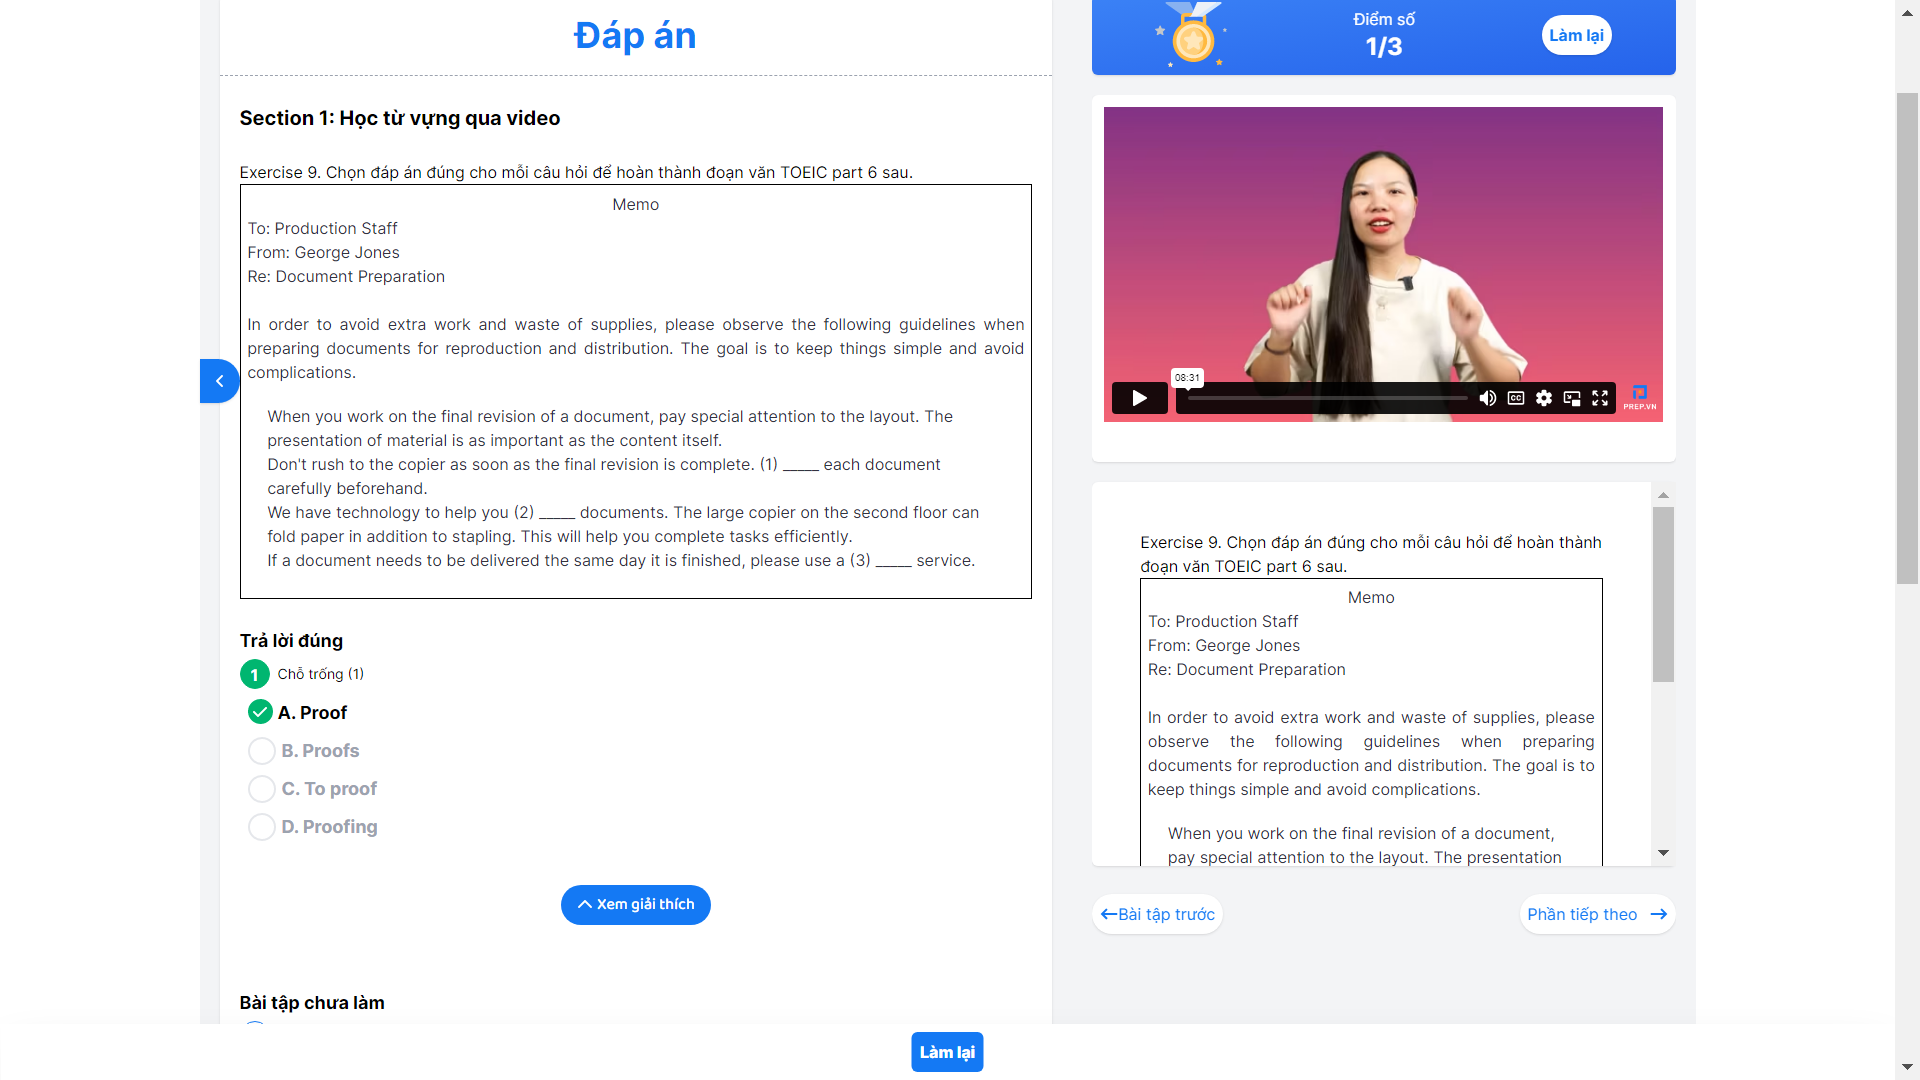 Đáp án
Section 1: Học từ vựng qua video
Exercise 9. Chọn đáp án đúng cho mỗi câu hỏi để hoàn thành đoạn văn TOEIC part 6 sau.
Memo
To: Production Staff
From: George Jones
Re: Document Preparation
In order to avoid extra work and waste of supplies, please observe the following guidelines when
preparing documents for reproduction and distribution. The goal is to keep things simple and avoid
complications.
When you work on the final revision of a document, pay special attention to the layout. The
presentation of material is as important as the content itself.
Don't rush to the copier as soon as the final revision is complete. (1) _____ each document
carefully beforehand.
We have technology to help you (2) _____ documents. The large copier on the second floor can
fold paper in addition to stapling. This will help you complete tasks efficiently.
If a document needs to be delivered the same day it is finished, please use a (3) _____ service.
Trả lời đúng
1 Chỗ trống (1)
A. Proof
B. Proofs
C. To proof
D. Proofing
Xem giải thích
Bài tập chưa làm
Làm lại
Điểm số
1/3
Làm lại
08:31
CC
PREP.VN
Exercise 9. Chọn đáp án đúng cho mỗi câu hỏi để hoàn thành
đoạn văn TOEIC part 6 sau.
Memo
To: Production Staff
From: George Jones
Re: Document Preparation
In order to avoid extra work and waste of supplies, please
observe the following guidelines when preparing
documents for reproduction and distribution. The goal is to
keep things simple and avoid complications.
When you work on the final revision of a document,
pay special attention to the layout. The presentation
Bài tập trước
Phần tiếp theo